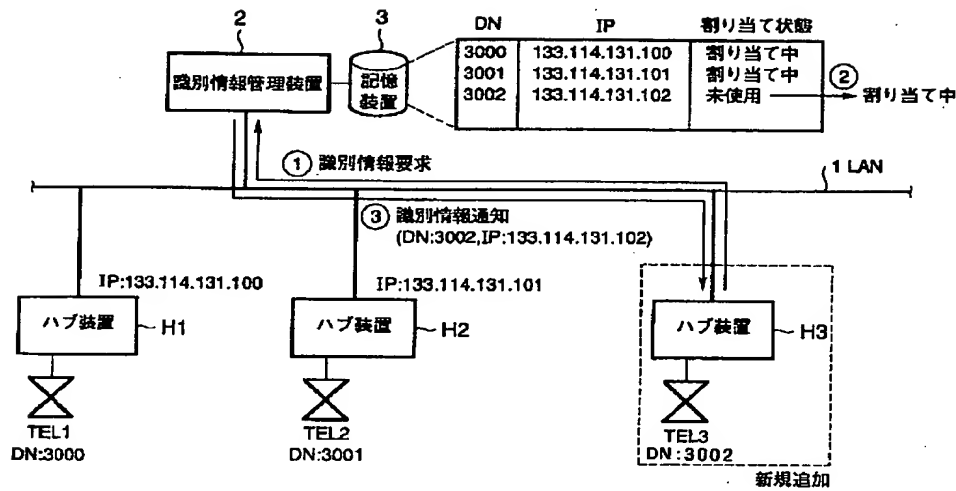 2
3
DN IP 割り当て状態
3000 133.114.131.100 割り当て中
3001 133.114.131.101 割り当て中
3002 133.114.131.102 未使用
② 割り当て中
識別情報管理装置
記憶
装置
① 識別情報要求
1 LAN
③ 識別情報通知
(DN:3002,IP:133.114.131.102)
IP:133.114.131.100
IP:133.114.131.101
ハブ装置 H1
ハブ装置 H2
ハブ装置 H3
TEL1
DN:3000
TEL2
DN:3001
TEL3
DN:3002
新規追加